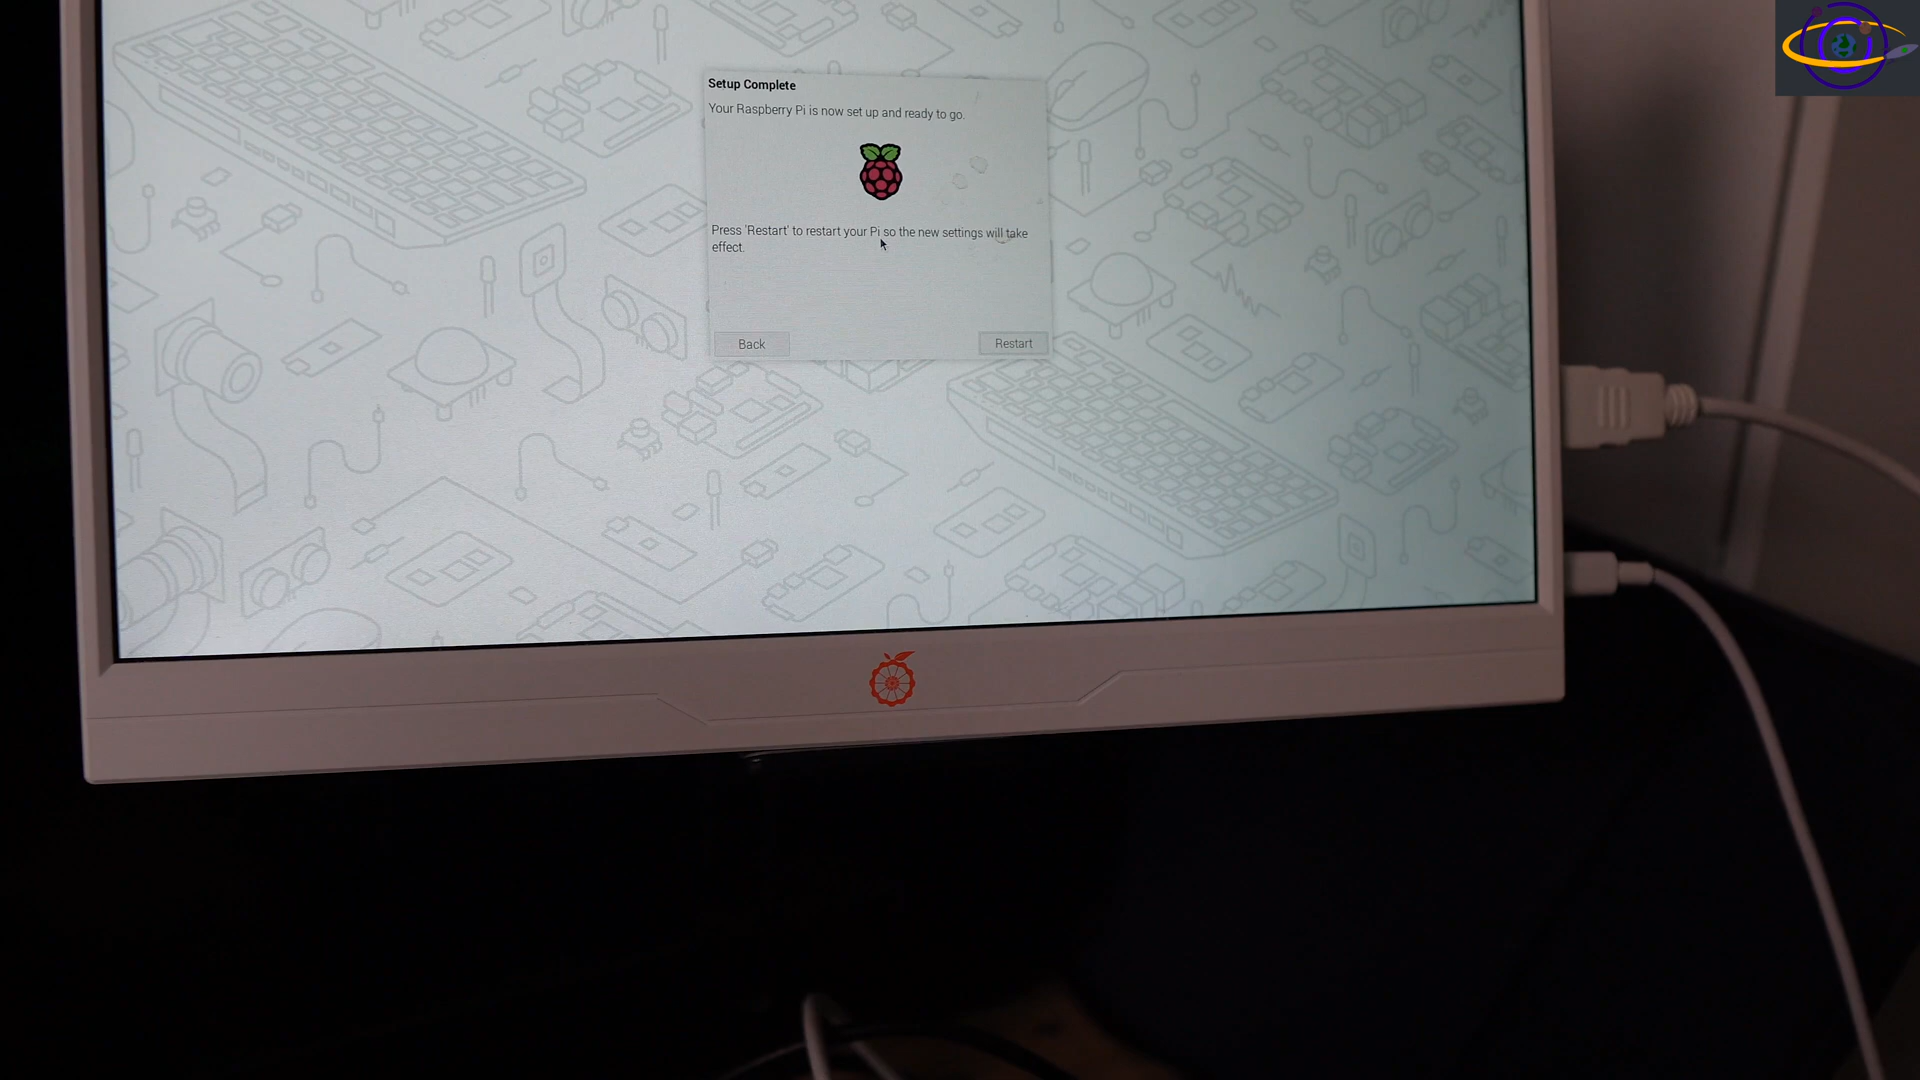 Setup Complete
Your Raspberry Pi is now set up and ready to go.
Press 'Restart' to restart your Pi so the new settings will take
effect.
Back
Restart